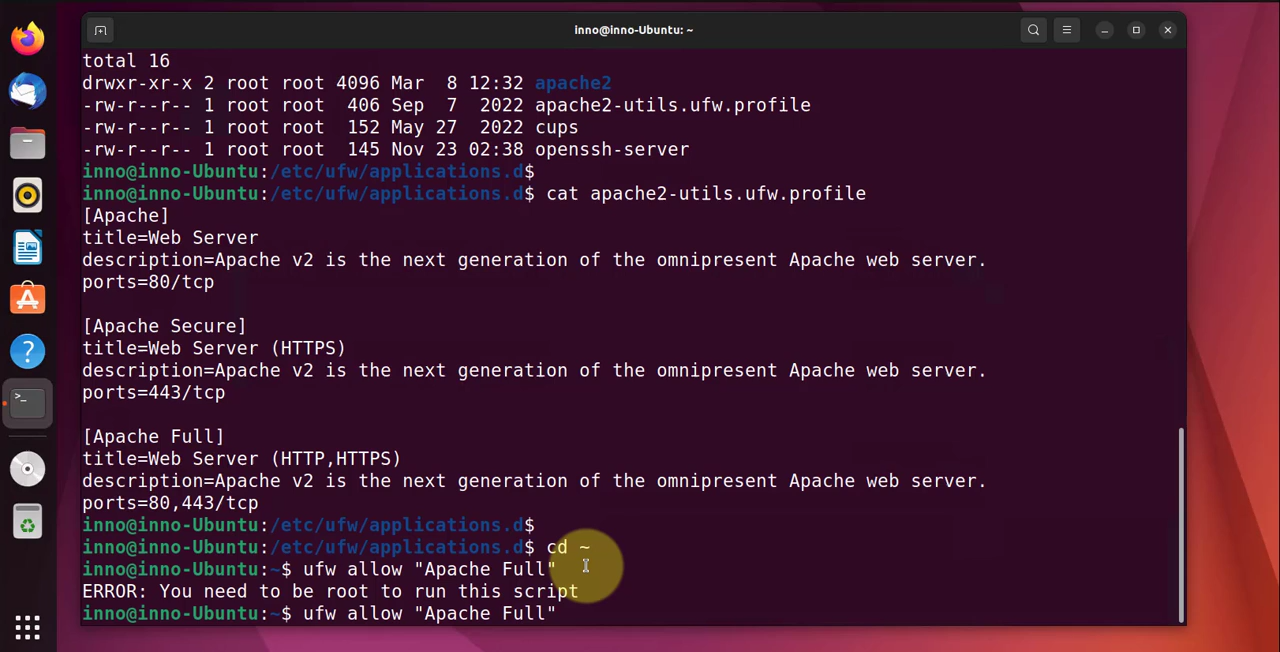 inno@inno-Ubuntu: ~
total 16
drwxr-xr-x 2 root root 4096 Mar  8 12:32 apache2
-rw-r--r-- 1 root root  406 Sep  7  2022 apache2-utils.ufw.profile
-rw-r--r-- 1 root root  152 May 27  2022 cups
-rw-r--r-- 1 root root  145 Nov 23 02:38 openssh-server
inno@inno-Ubuntu:/etc/ufw/applications.d$
inno@inno-Ubuntu:/etc/ufw/applications.d$ cat apache2-utils.ufw.profile
[Apache]
title=Web Server
description=Apache v2 is the next generation of the omnipresent Apache web server.
ports=80/tcp
[Apache Secure]
title=Web Server (HTTPS)
description=Apache v2 is the next generation of the omnipresent Apache web server.
ports=443/tcp
[Apache Full]
title=Web Server (HTTP,HTTPS)
description=Apache v2 is the next generation of the omnipresent Apache web server.
ports=80,443/tcp
inno@inno-Ubuntu:/etc/ufw/applications.d$
inno@inno-Ubuntu:/etc/ufw/applications.d$ cd ~
inno@inno-Ubuntu:~$ ufw allow "Apache Full"
ERROR: You need to be root to run this script
inno@inno-Ubuntu:~$ ufw allow "Apache Full"